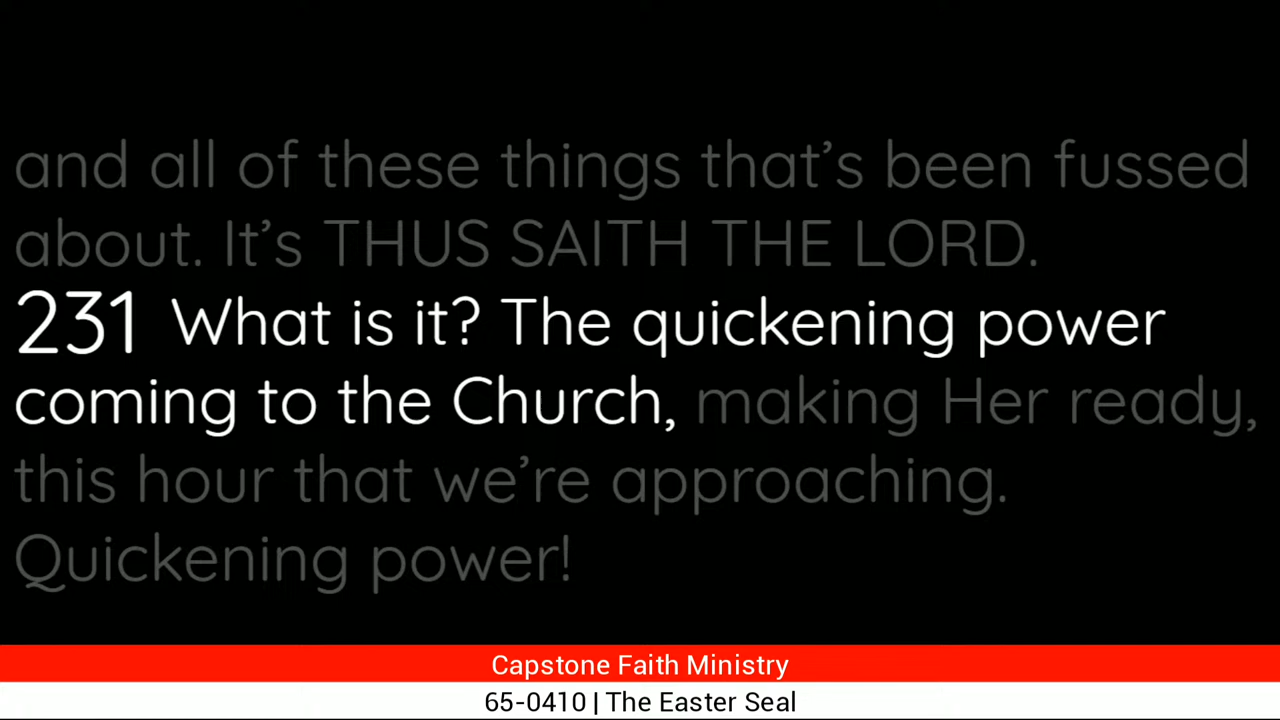 and all of these things that’s been fussed
about. It’s THUS SAITH THE LORD.
231 What is it? The quickening power
coming to the Church, making Her ready,
this hour that we’re approaching.
Quickening power!
Capstone Faith Ministry
65-0410 | The Easter Seal